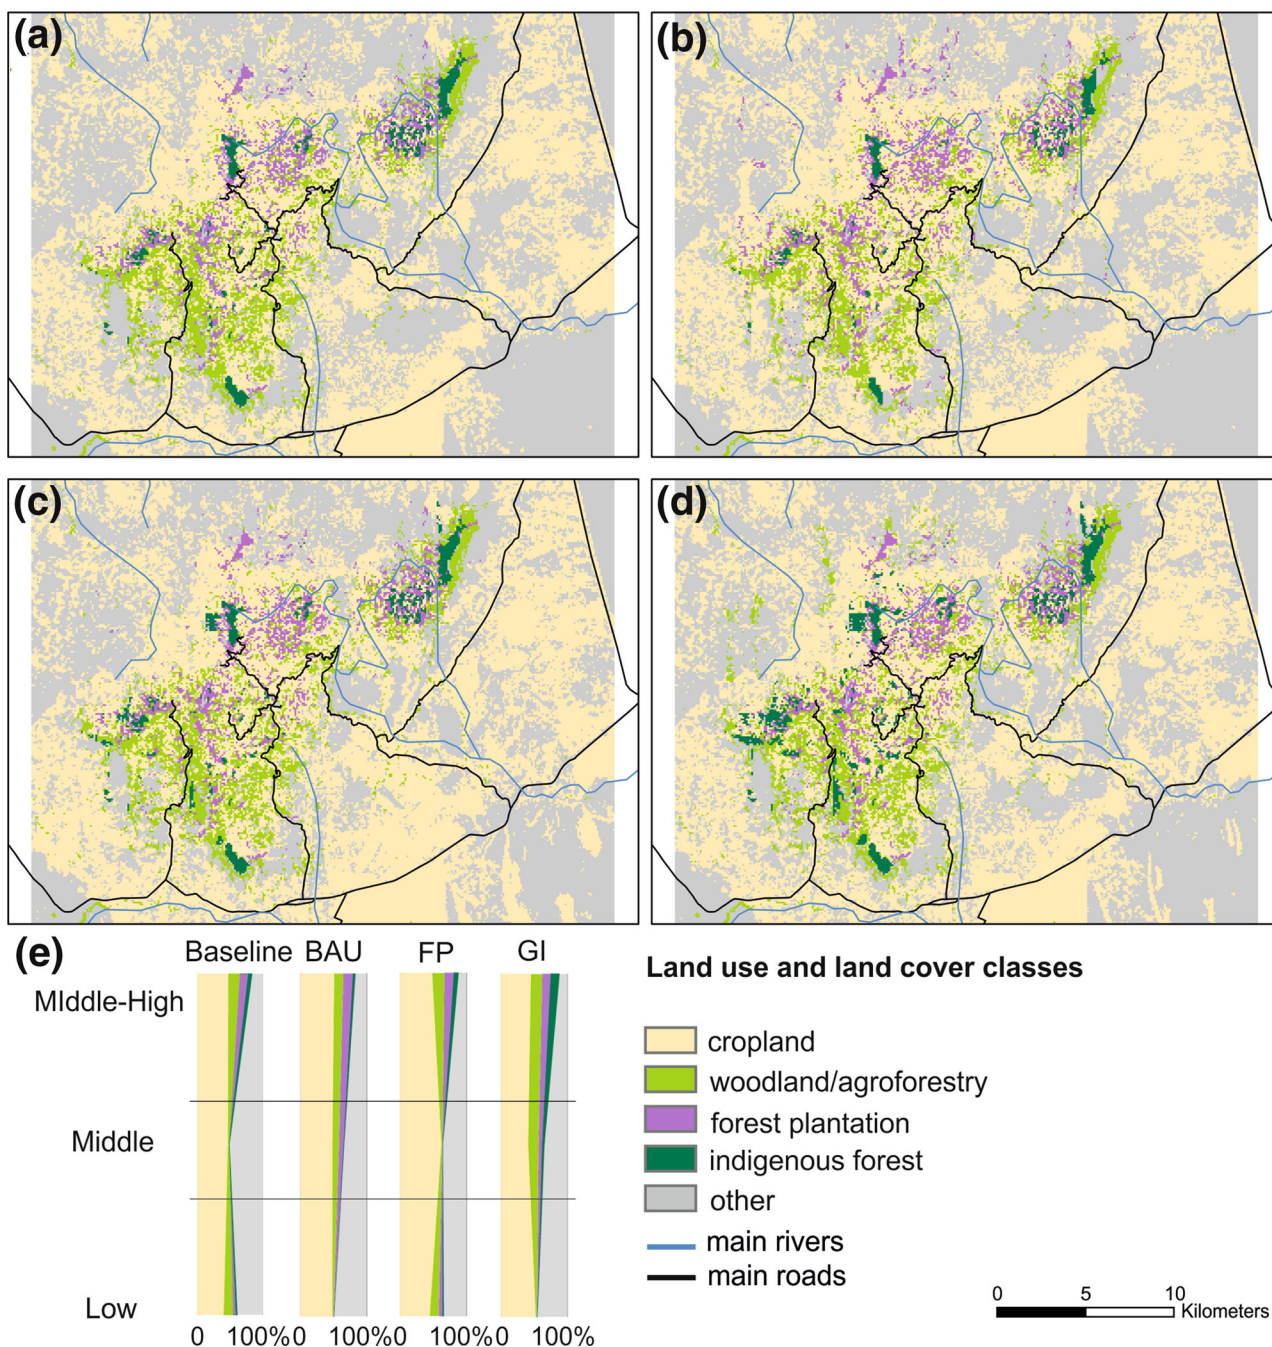 (a)
(b)
(c)
(d)
(e)
Baseline BAU FP GI
MIddle-High
Middle
Low
0 100% 0 100% 0 100% 0 100%
Land use and land cover classes
cropland
woodland/agroforestry
forest plantation
indigenous forest
other
main rivers
main roads
0 5 10
Kilometers